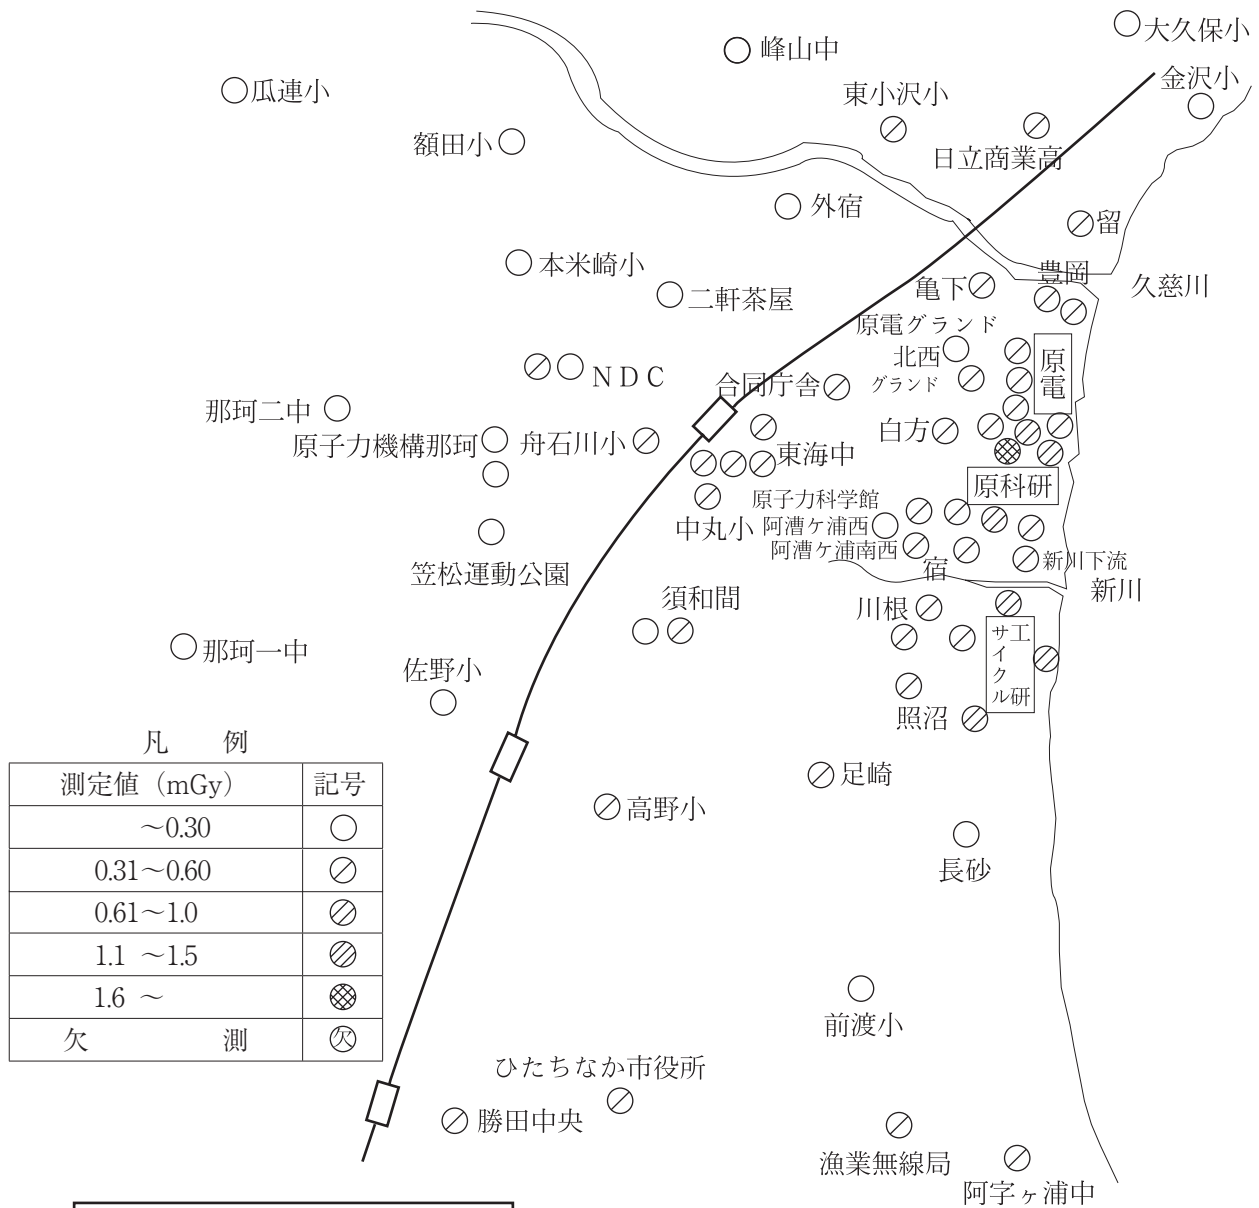 大久保小
峰山中
金沢小
瓜連小
東小沢小
額田小
日立商業高
外宿
留
本米崎小
二軒茶屋
亀下
豊岡
久慈川
原電グランド
北西
グランド
原電
NDC
合同庁舎
那珂二中
原子力機構那珂
舟石川小
白方
東海中
原科研
原子力科学館
中丸小
阿漕ケ浦西
阿漕ケ浦南西
宿
新川下流
笠松運動公園
新川
須和間
川根
サイクル工研
那珂一中
佐野小
照沼
凡 例
測定値(mGy) 記号
~0.30
0.31~0.60
0.61~1.0
1.1 ~1.5
1.6 ~
欠 測 欠
足崎
高野小
長砂
前渡小
ひたちなか市役所
勝田中央
漁業無線局
阿字ヶ浦中